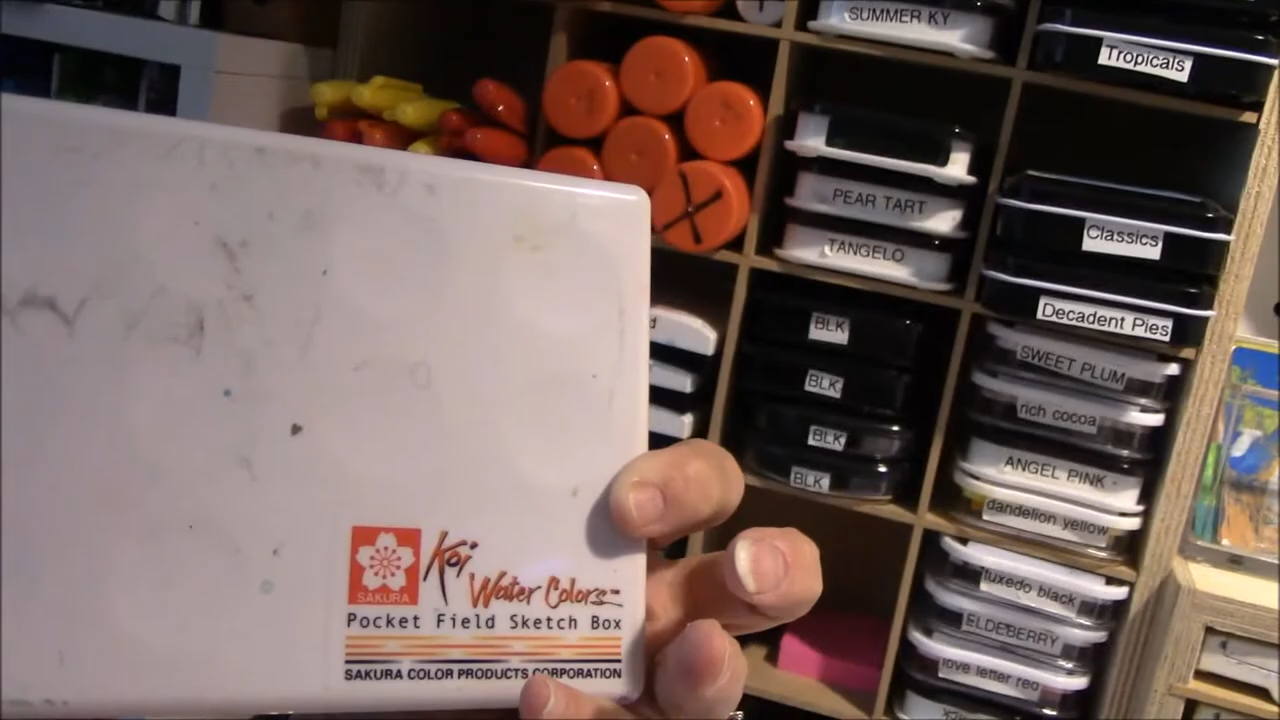 SAKURA
Koi
Water Colors™
Pocket Field Sketch Box
SAKURA COLOR PRODUCTS CORPORATION
SUMMER KY
Tropicals
PEAR TART
TANGELO
Classics
Decadent Pies
BLK
BLK
BLK
BLK
SWEET PLUM
rich cocoa
ANGEL PINK
dandelion yellow
tuxedo black
ELDEBERRY
love letter red